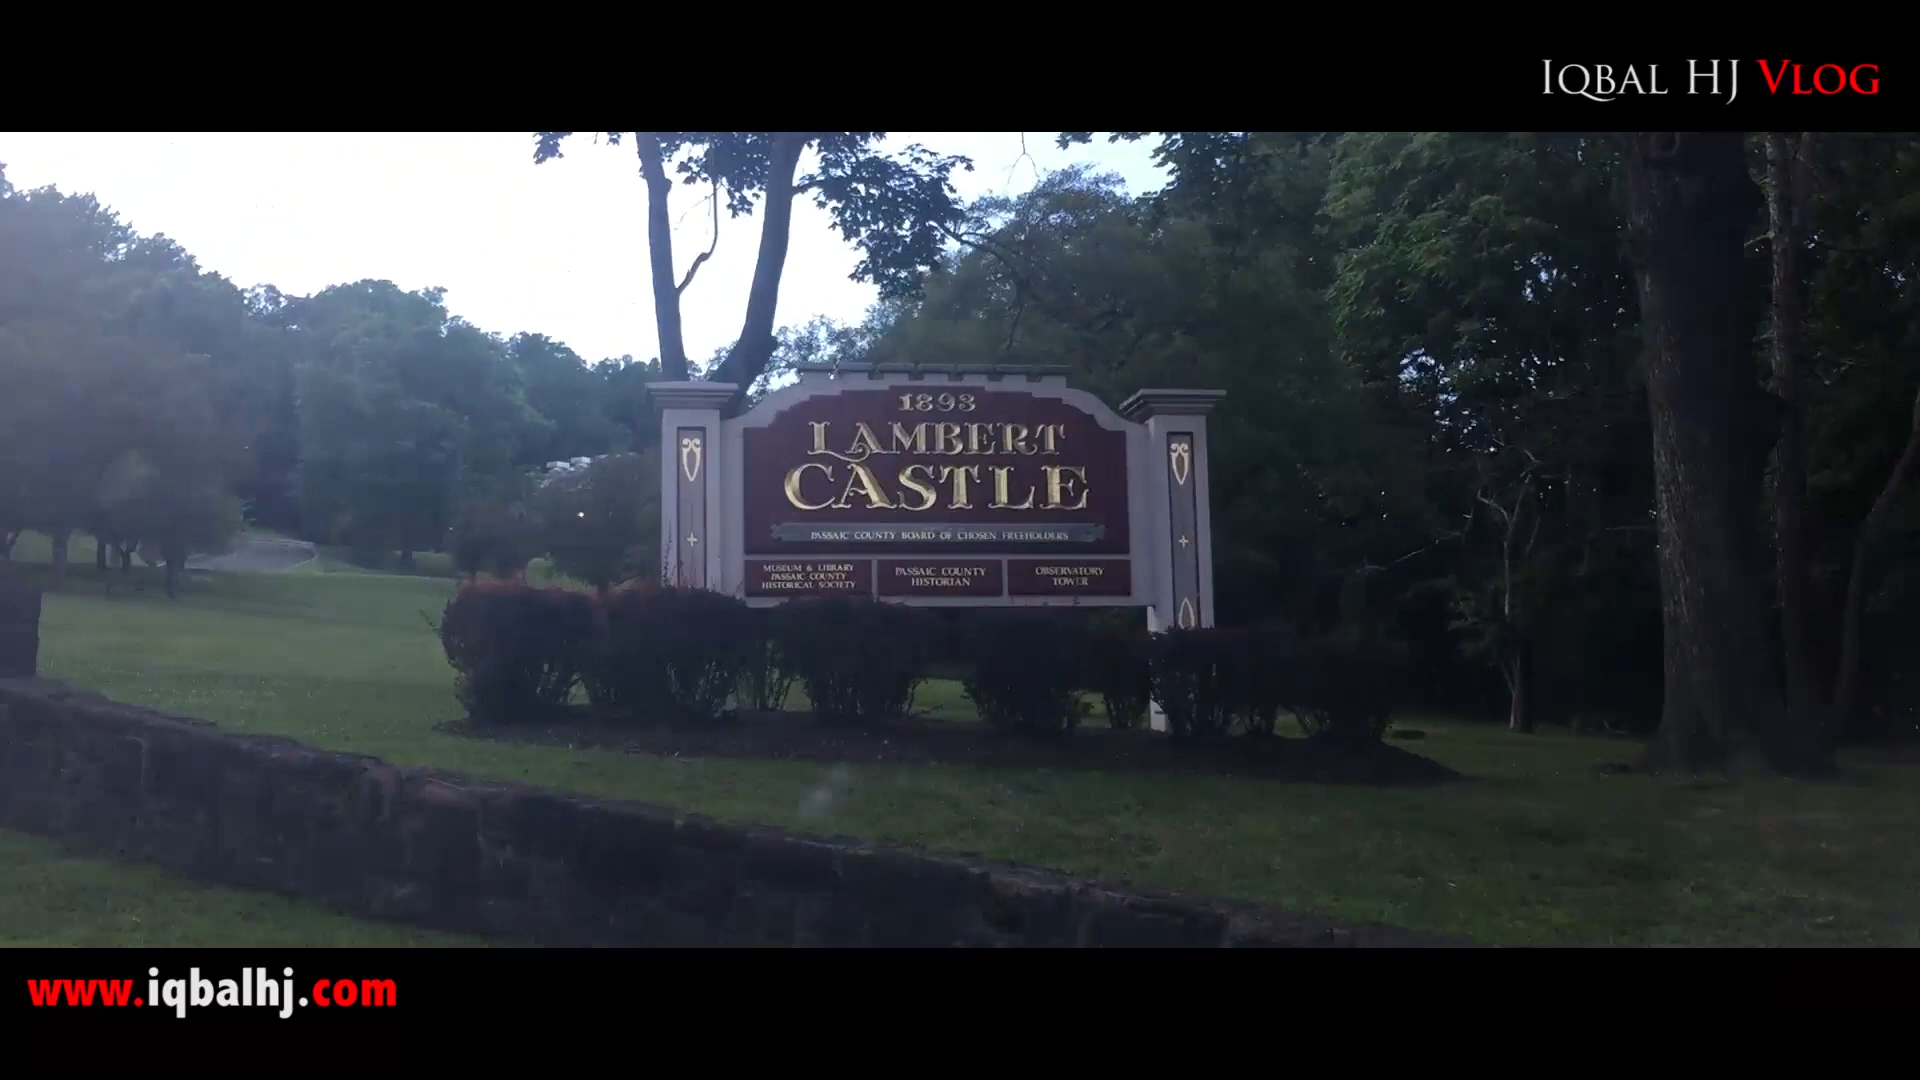 IQBAL HJ VLOG
1893
LAMBERT
CASTLE
PASSAIC COUNTY BOARD OF CHOSEN FREEHOLDERS
MUSEUM & LIBRARY
PASSAIC COUNTY
HISTORICAL SOCIETY
PASSAIC COUNTY
HISTORIAN
OBSERVATORY
TOWER
www.iqbalhj.com